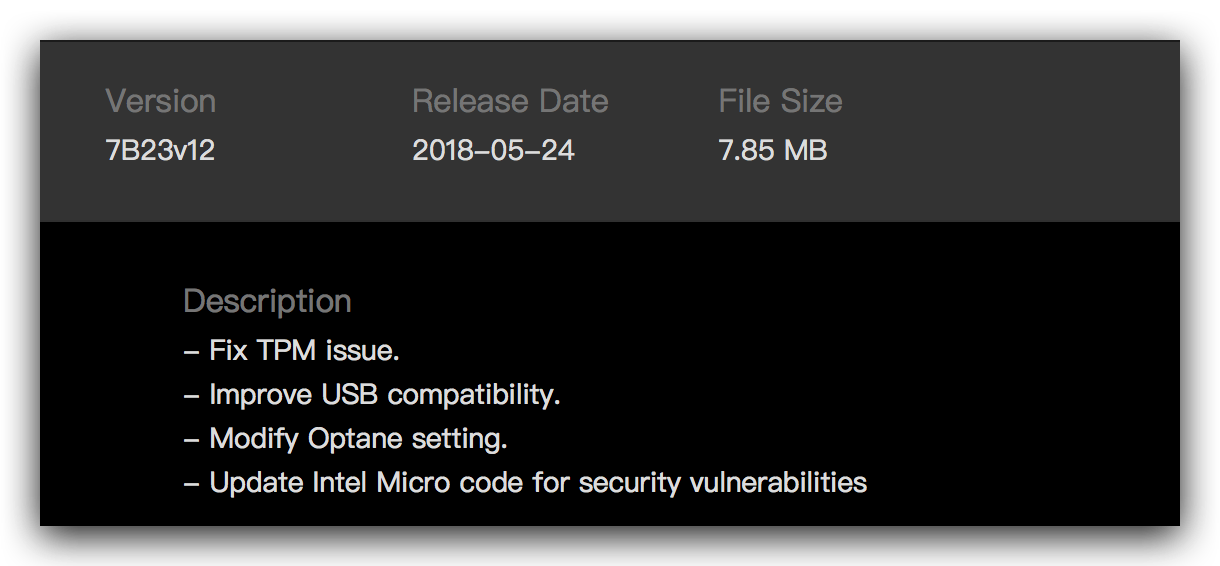 Version Release Date File Size
7B23v12 2018-05-24 7.85 MB
Description
- Fix TPM issue.
- Improve USB compatibility.
- Modify Optane setting.
- Update Intel Micro code for security vulnerabilities